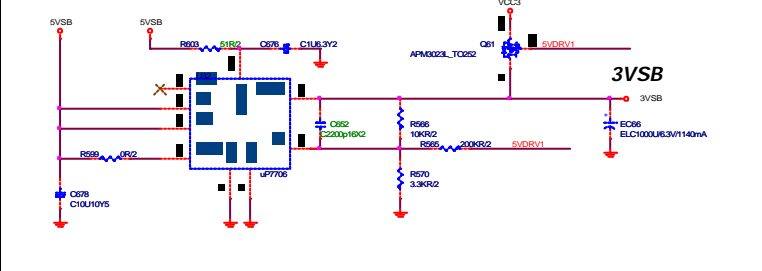 VCC3
5VSB
5VSB
R603
51R/2
C676
C1U6.3Y2
Q61
5VDRV1
APM3023L_TO252
3VSB
3VSB
C652
C2200p16X2
R566
10KR/2
EC66
ELC1000U/6.3V/1140mA
R599
0R/2
R565
200KR/2
5VDRV1
uP7706
R570
3.3KR/2
C678
C10U10Y5